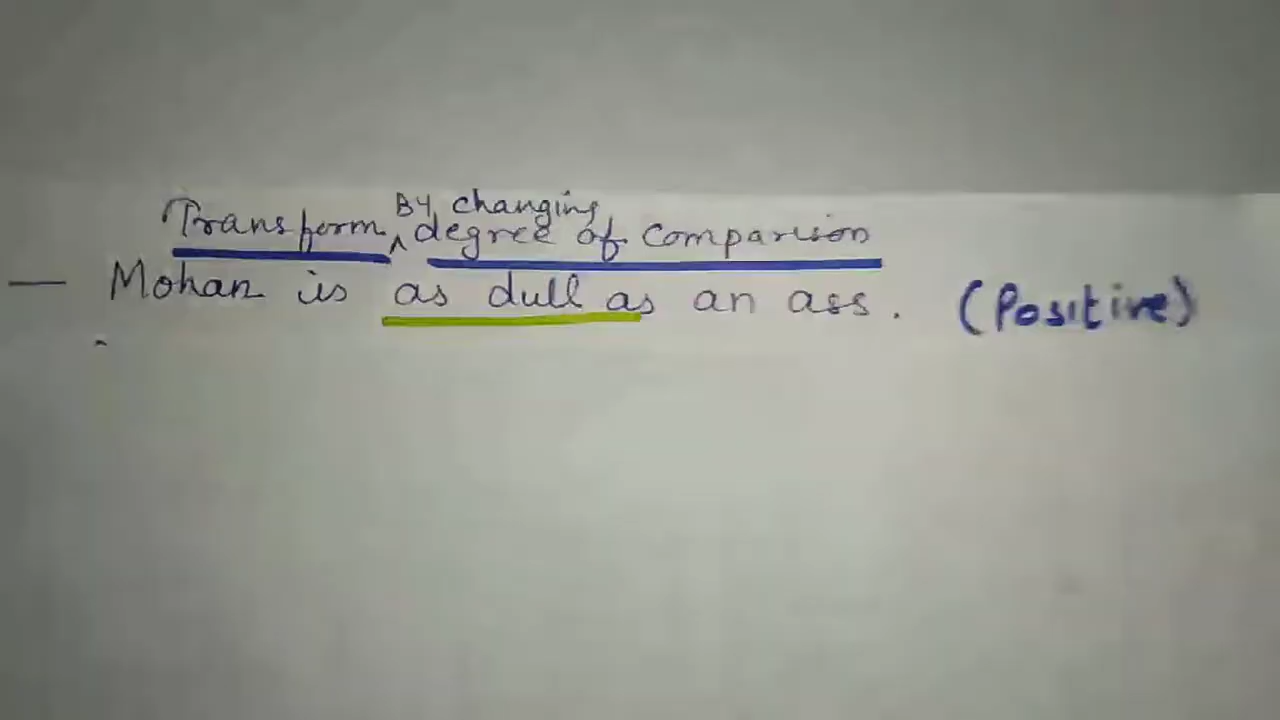 Transform ^ By changing degree of comparison
— Mohan is as dull as an ass. (Positive)